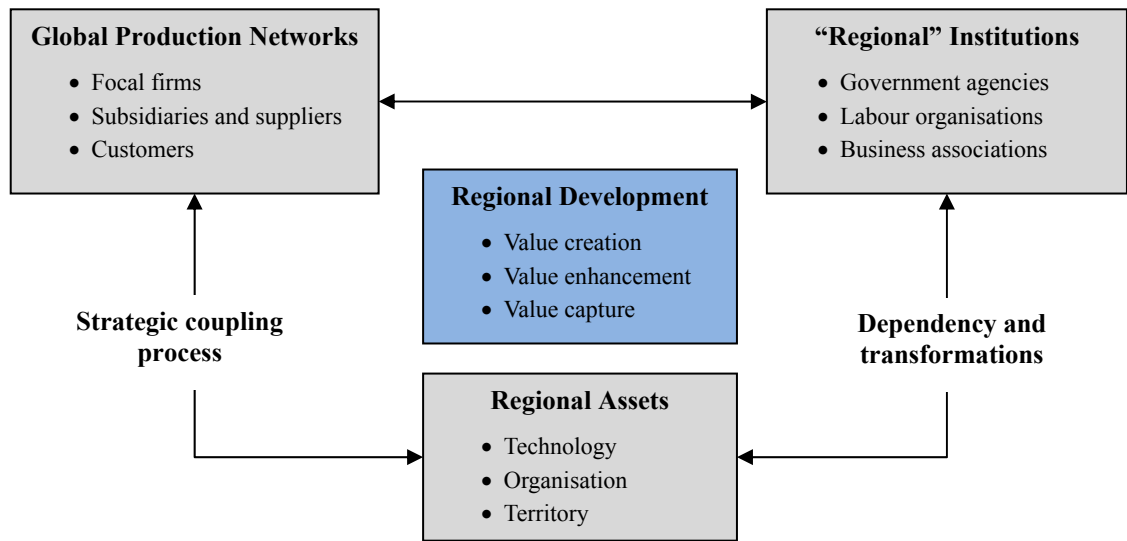 Global Production Networks
• Focal firms
• Subsidiaries and suppliers
• Customers
“Regional” Institutions
• Government agencies
• Labour organisations
• Business associations
Regional Development
• Value creation
• Value enhancement
• Value capture
Strategic coupling
process
Dependency and
transformations
Regional Assets
• Technology
• Organisation
• Territory